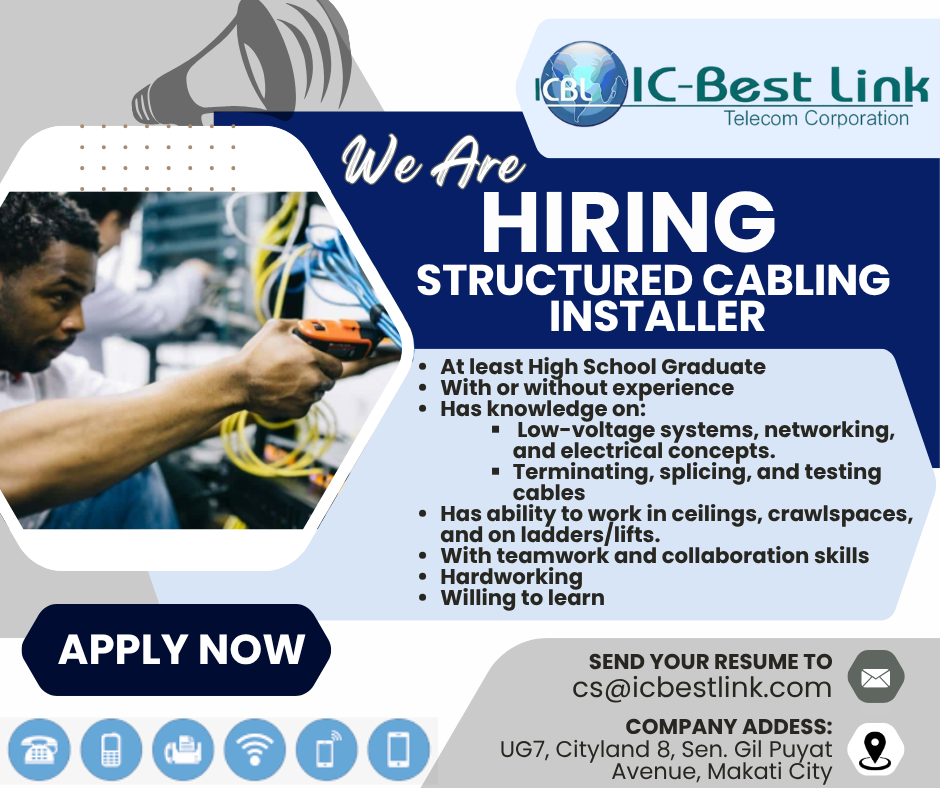 ICBL
IC-Best Link
Telecom Corporation
We Are
HIRING
STRUCTURED CABLING
INSTALLER
• At least High School Graduate
• With or without experience
• Has knowledge on:
▪ Low-voltage systems, networking,
and electrical concepts.
▪ Terminating, splicing, and testing
cables
• Has ability to work in ceilings, crawlspaces,
and on ladders/lifts.
• With teamwork and collaboration skills
• Hardworking
• Willing to learn
APPLY NOW
SEND YOUR RESUME TO
cs@icbestlink.com
COMPANY ADDESS:
UG7, Cityland 8, Sen. Gil Puyat
Avenue, Makati City